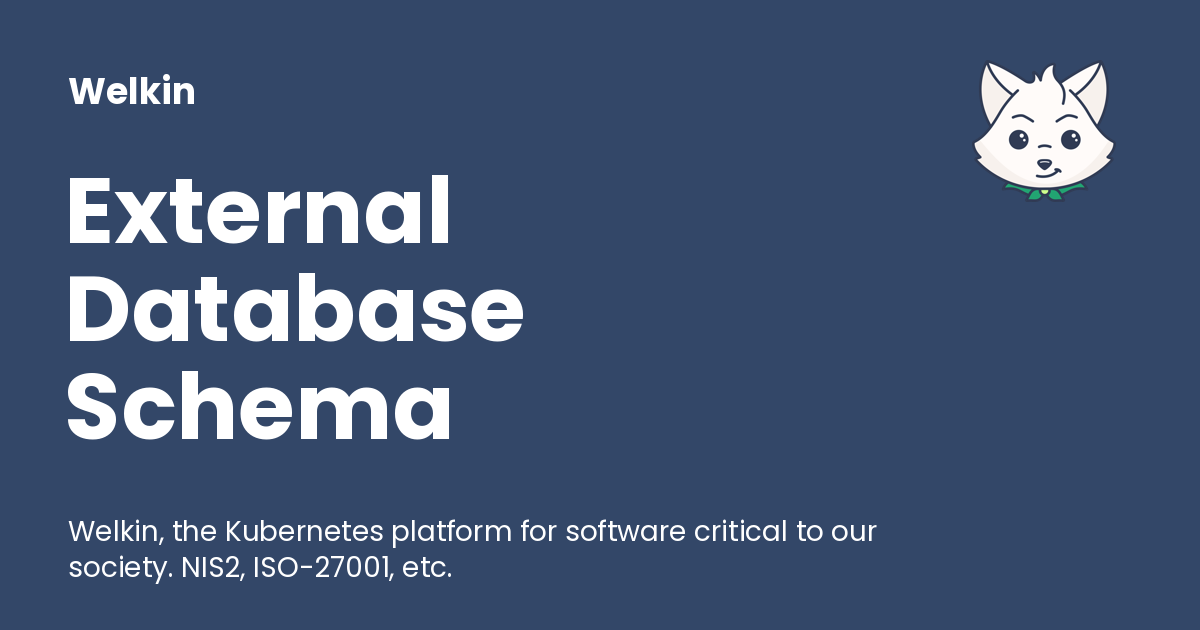 Welkin
External
Database
Schema
Welkin, the Kubernetes platform for software critical to our
society. NIS2, ISO-27001, etc.